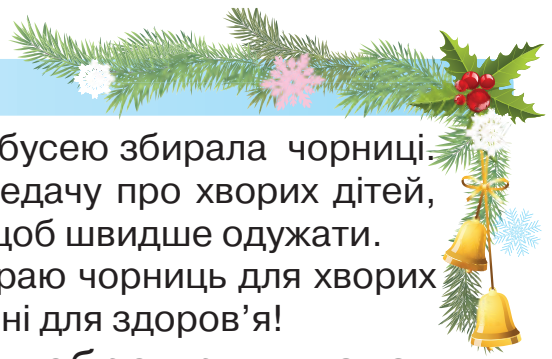 бусею збирала чорниці.
едачу про хворих дітей,
щоб швидше одужати.
раю чорниць для хворих
ні для здоров’я!